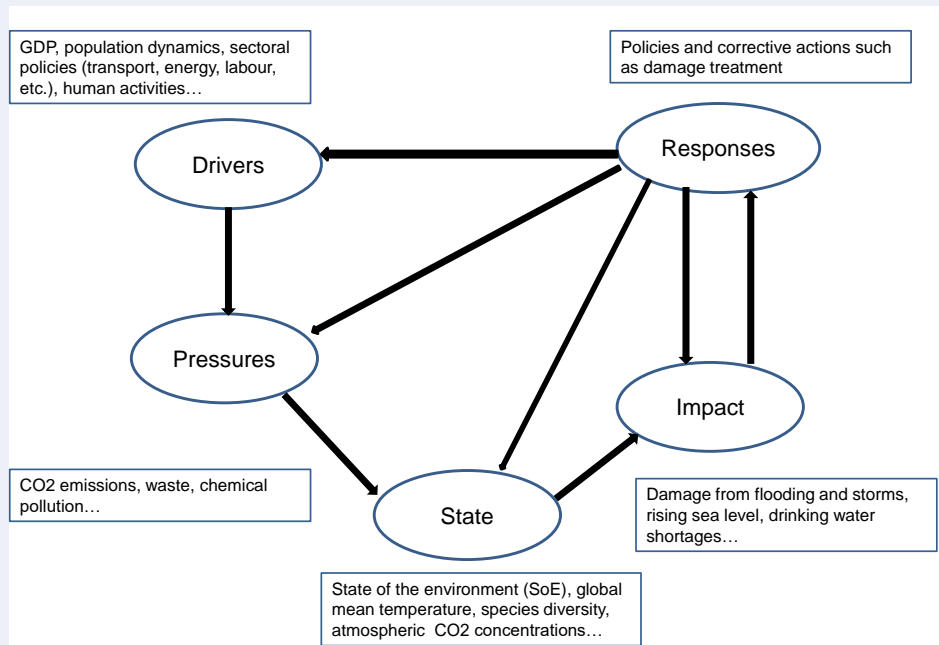 GDP, population dynamics, sectoral
policies (transport, energy, labour,
etc.), human activities…
Policies and corrective actions such
as damage treatment
Drivers
Responses
Pressures
Impact
CO2 emissions, waste, chemical
pollution…
State
Damage from flooding and storms,
rising sea level, drinking water
shortages…
State of the environment (SoE), global
mean temperature, species diversity,
atmospheric CO2 concentrations…